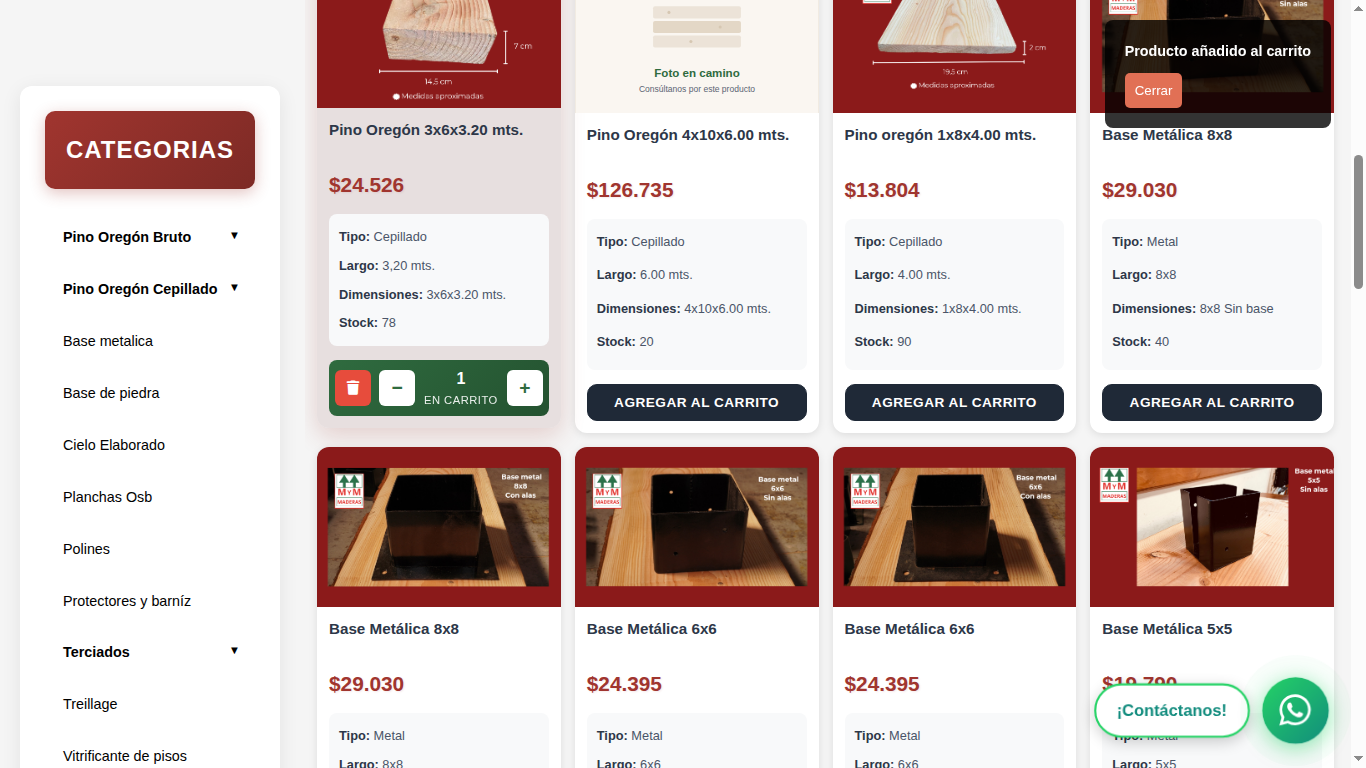 CATEGORIAS
Pino Oregón Bruto ▼
Pino Oregón Cepillado ▼
Base metalica
Base de piedra
Cielo Elaborado
Planchas Osb
Polines
Protectores y barníz
Terciados ▼
Treillage
Vitrificante de pisos
7 cm
14.5 cm
Medidas aproximadas
Pino Oregón 3x6x3.20 mts.
$24.526
Tipo: Cepillado
Largo: 3,20 mts.
Dimensiones: 3x6x3.20 mts.
Stock: 78
− 1 +
EN CARRITO
Foto en camino
Consúltanos por este producto
Pino Oregón 4x10x6.00 mts.
$126.735
Tipo: Cepillado
Largo: 6.00 mts.
Dimensiones: 4x10x6.00 mts.
Stock: 20
AGREGAR AL CARRITO
2 cm
19.5 cm
Medidas aproximadas
Pino oregón 1x8x4.00 mts.
$13.804
Tipo: Cepillado
Largo: 4.00 mts.
Dimensiones: 1x8x4.00 mts.
Stock: 90
AGREGAR AL CARRITO
MADERAS
Sin alas
Producto añadido al carrito
Cerrar
Base Metálica 8x8
$29.030
Tipo: Metal
Largo: 8x8
Dimensiones: 8x8 Sin base
Stock: 40
AGREGAR AL CARRITO
MYM
MADERAS
Base metal
8x8
Con alas
Base Metálica 8x8
$29.030
Tipo: Metal
Largo: 8x8
MYM
MADERAS
Base metal
6x6
Sin alas
Base Metálica 6x6
$24.395
Tipo: Metal
Largo: 6x6
MYM
MADERAS
Base metal
6x6
Con alas
Base Metálica 6x6
$24.395
Tipo: Metal
Largo: 6x6
MYM
MADERAS
Base metal
5x5
Sin alas
Base Metálica 5x5
$19.790
Tipo: Metal
Largo: 5x5
¡Contáctanos!